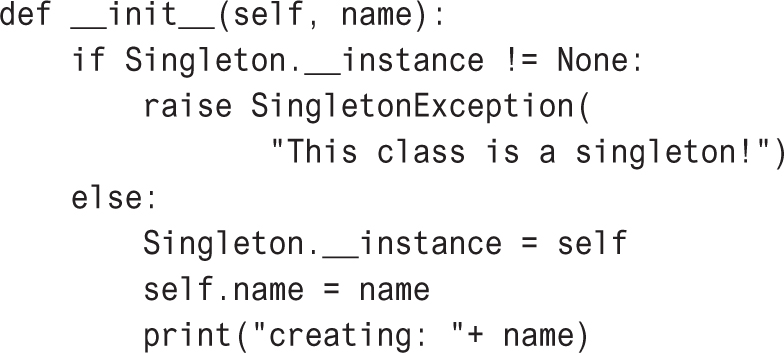 def __init__(self, name):
    if Singleton.__instance != None:
        raise SingletonException(
               "This class is a singleton!")
    else:
        Singleton.__instance = self
        self.name = name
        print("creating: "+ name)